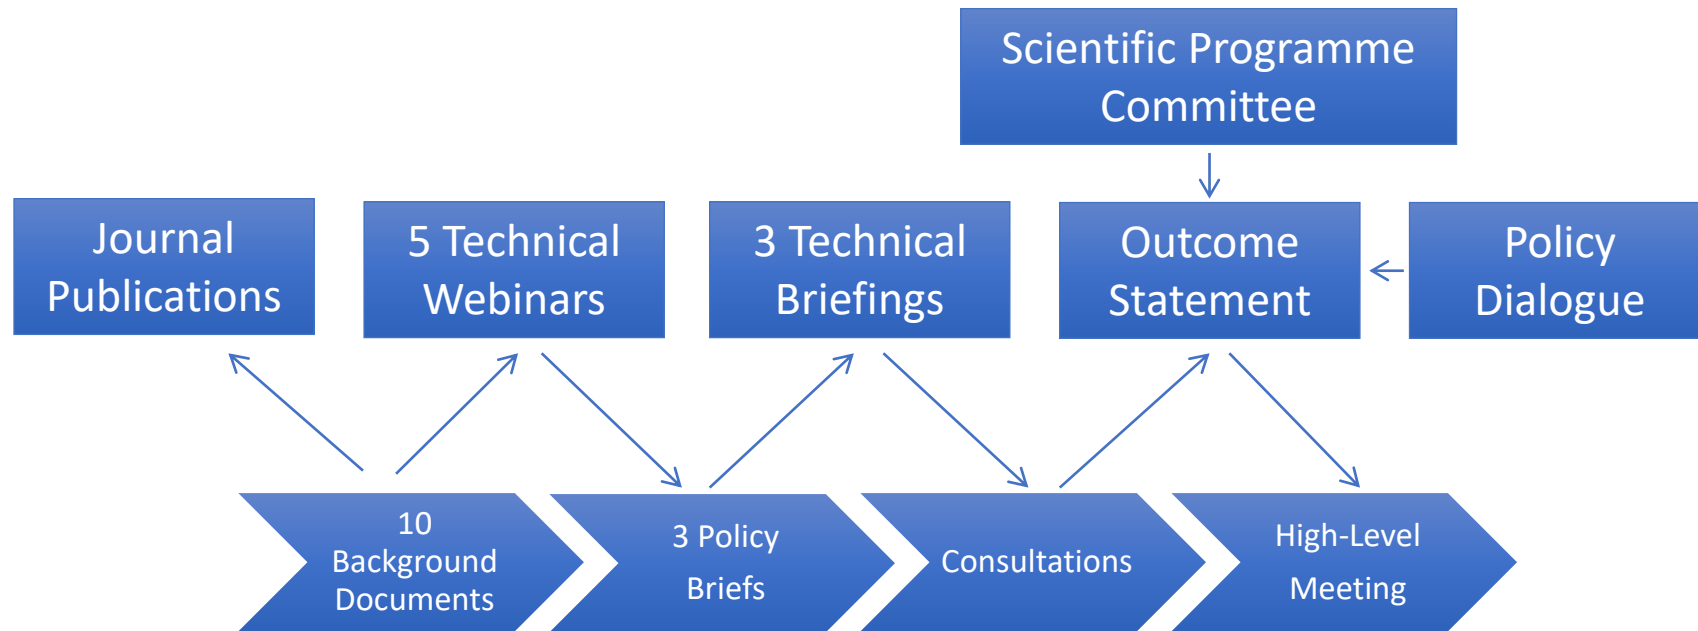 Scientific Programme
Committee
Journal
Publications
5 Technical
Webinars
3 Technical
Briefings
Outcome
Statement
Policy
Dialogue
10
Background
Documents
3 Policy
Briefs
Consultations
High-Level
Meeting